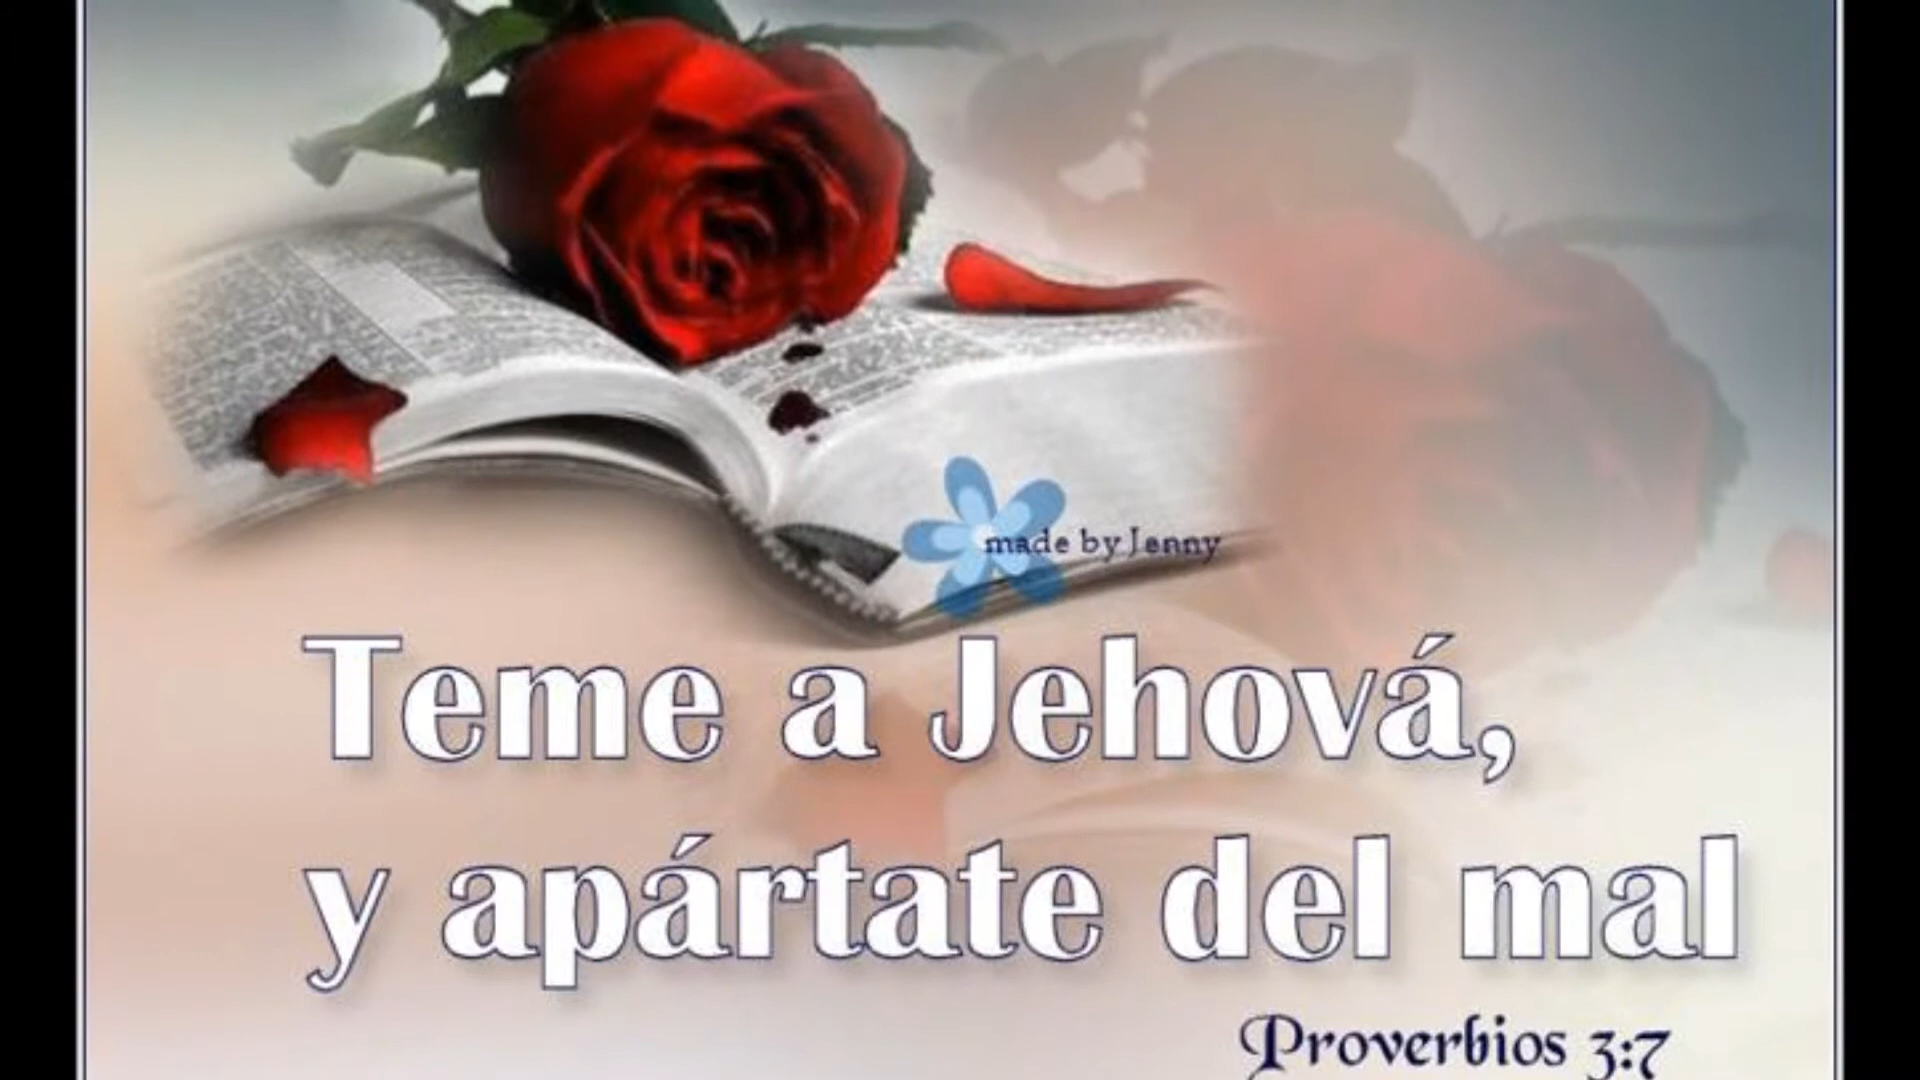 made by Jenny
Teme a Jehová,
y apártate del mal
Proverbios 3:7